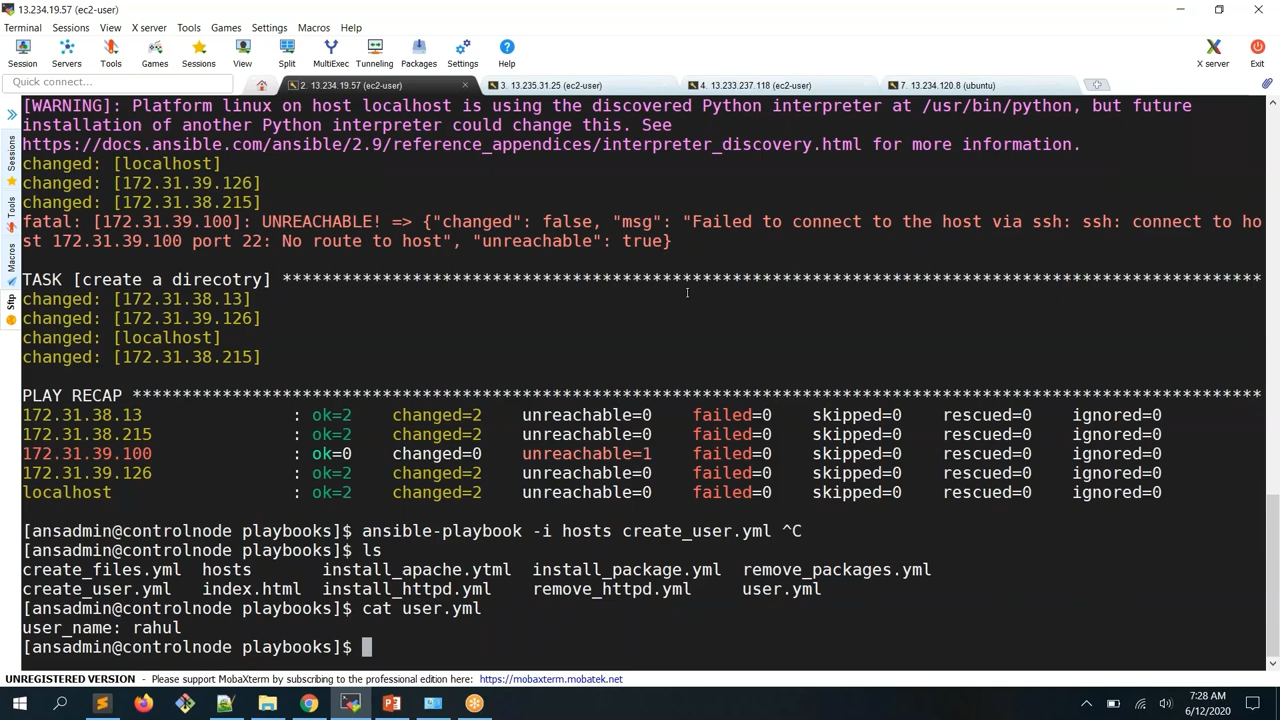 13.234.19.57 (ec2-user)
Terminal Sessions View X server Tools Games Settings Macros Help
Session Servers Tools Games Sessions View Split MultiExec Tunneling Packages Settings Help X server Exit
Quick connect...
2. 13.234.19.57 (ec2-user) 3. 13.235.31.25 (ec2-user) 4. 13.233.237.118 (ec2-user) 7. 13.234.120.8 (ubuntu)
Sessions
Tools
Macros
Sftp
[WARNING]: Platform linux on host localhost is using the discovered Python interpreter at /usr/bin/python, but future
installation of another Python interpreter could change this. See
https://docs.ansible.com/ansible/2.9/reference_appendices/interpreter_discovery.html for more information.
changed: [localhost]
changed: [172.31.39.126]
changed: [172.31.38.215]
fatal: [172.31.39.100]: UNREACHABLE! => {"changed": false, "msg": "Failed to connect to the host via ssh: ssh: connect to ho
st 172.31.39.100 port 22: No route to host", "unreachable": true}
TASK [create a direcotry] **************************************************************************************************
changed: [172.31.38.13]
changed: [172.31.39.126]
changed: [localhost]
changed: [172.31.38.215]
PLAY RECAP *****************************************************************************************************************
172.31.38.13 : ok=2 changed=2 unreachable=0 failed=0 skipped=0 rescued=0 ignored=0
172.31.38.215 : ok=2 changed=2 unreachable=0 failed=0 skipped=0 rescued=0 ignored=0
172.31.39.100 : ok=0 changed=0 unreachable=1 failed=0 skipped=0 rescued=0 ignored=0
172.31.39.126 : ok=2 changed=2 unreachable=0 failed=0 skipped=0 rescued=0 ignored=0
localhost : ok=2 changed=2 unreachable=0 failed=0 skipped=0 rescued=0 ignored=0
[ansadmin@controlnode playbooks]$ ansible-playbook -i hosts create_user.yml ^C
[ansadmin@controlnode playbooks]$ ls
create_files.yml hosts install_apache.ytml install_package.yml remove_packages.yml
create_user.yml index.html install_httpd.yml remove_httpd.yml user.yml
[ansadmin@controlnode playbooks]$ cat user.yml
user_name: rahul
[ansadmin@controlnode playbooks]$
UNREGISTERED VERSION - Please support MobaXterm by subscribing to the professional edition here: https://mobaxterm.mobatek.net
7:28 AM
6/12/2020